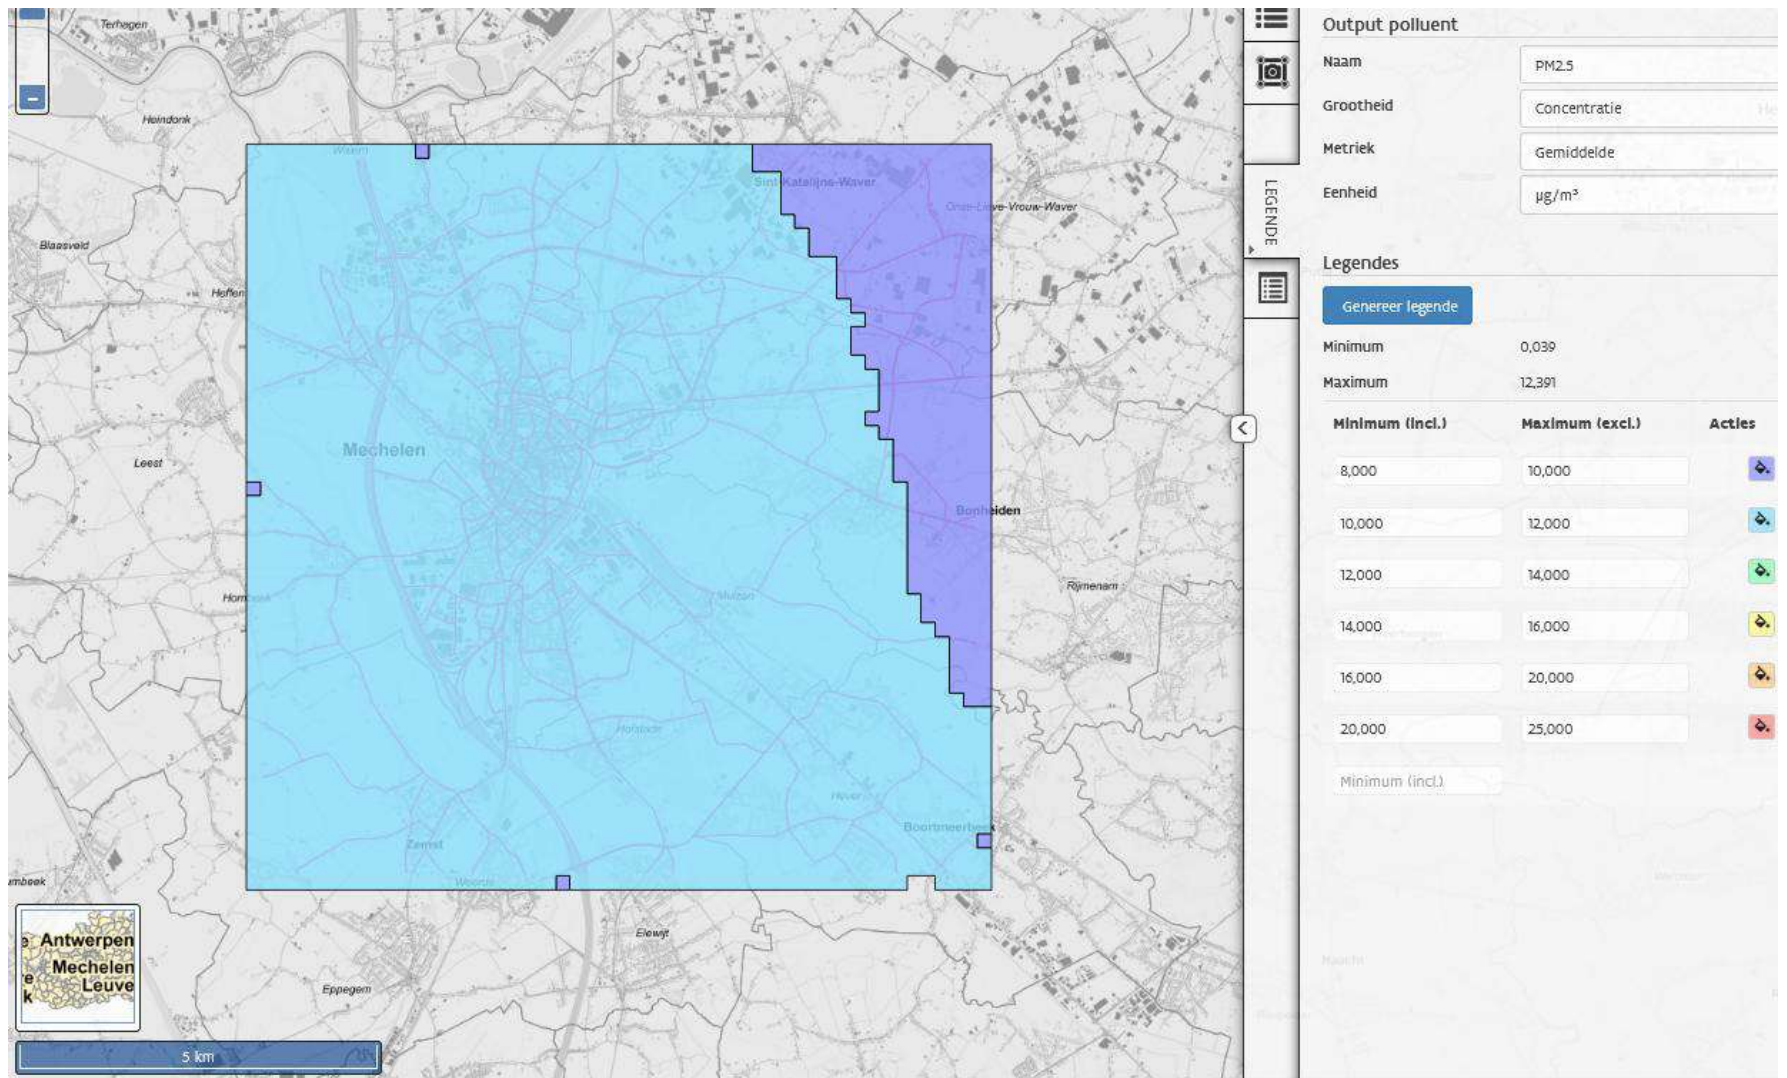 Terhagen
Heindonk
Walem
Sint-Katelijne-Waver
Onze-Lieve-Vrouw-Waver
Blaasveld
Heffen
Mechelen
Leest
Bonheiden
Rijmenam
Hombeek
Muizen
Hofstade
Hever
Boortmeerbeek
Zemst
Weerde
Elewijt
Eppegem
Antwerpen
Mechelen
Leuve
5 km
LEGENDE
Output polluent
Naam PM2.5
Grootheid Concentratie
Metriek Gemiddelde
Eenheid µg/m³
Legendes
Genereer legende
Minimum 0,039
Maximum 12,391
Minimum (incl.) Maximum (excl.) Acties
8,000 10,000
10,000 12,000
12,000 14,000
14,000 16,000
16,000 20,000
20,000 25,000
Minimum (incl.)